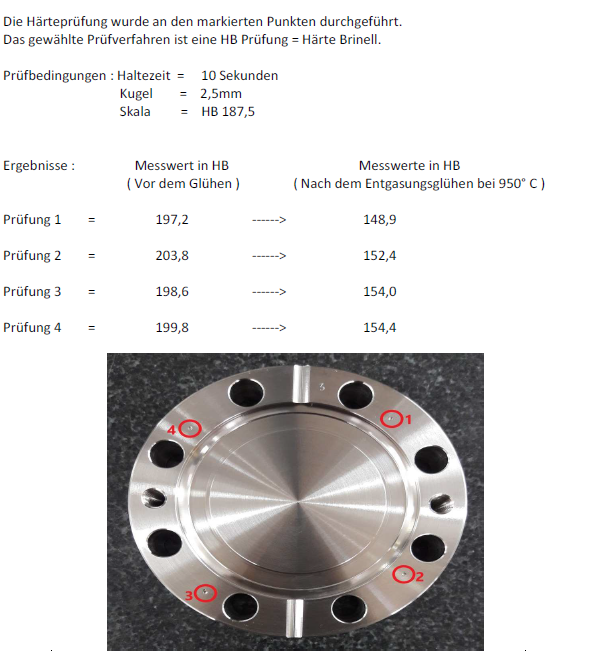 Die Härteprüfung wurde an den markierten Punkten durchgeführt.
Das gewählte Prüfverfahren ist eine HB Prüfung = Härte Brinell.
Prüfbedingungen : Haltezeit = 10 Sekunden
Kugel = 2,5mm
Skala = HB 187,5
Ergebnisse : Messwert in HB Messwerte in HB
( Vor dem Glühen ) ( Nach dem Entgasungsglühen bei 950° C )
Prüfung 1 = 197,2 ------> 148,9
Prüfung 2 = 203,8 ------> 152,4
Prüfung 3 = 198,6 ------> 154,0
Prüfung 4 = 199,8 ------> 154,4
5
1
4
2
3